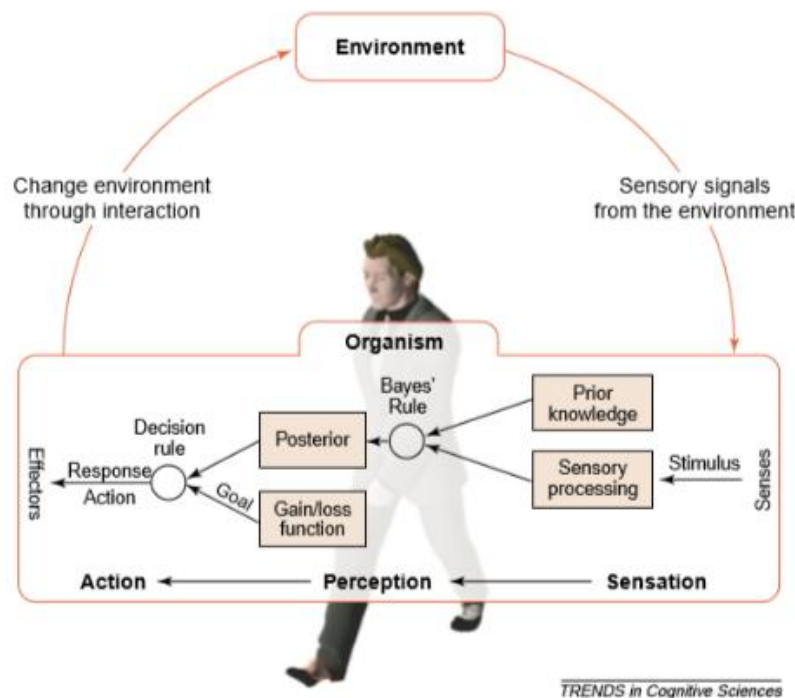 Environment
Change environment
through interaction
Sensory signals
from the environment
Organism
Bayes'
Rule
Prior
knowledge
Decision
rule
Posterior
Sensory
processing
Stimulus
Senses
Effectors
Response
Action
Goal
Gain/loss
function
Action
Perception
Sensation
TRENDS in Cognitive Sciences